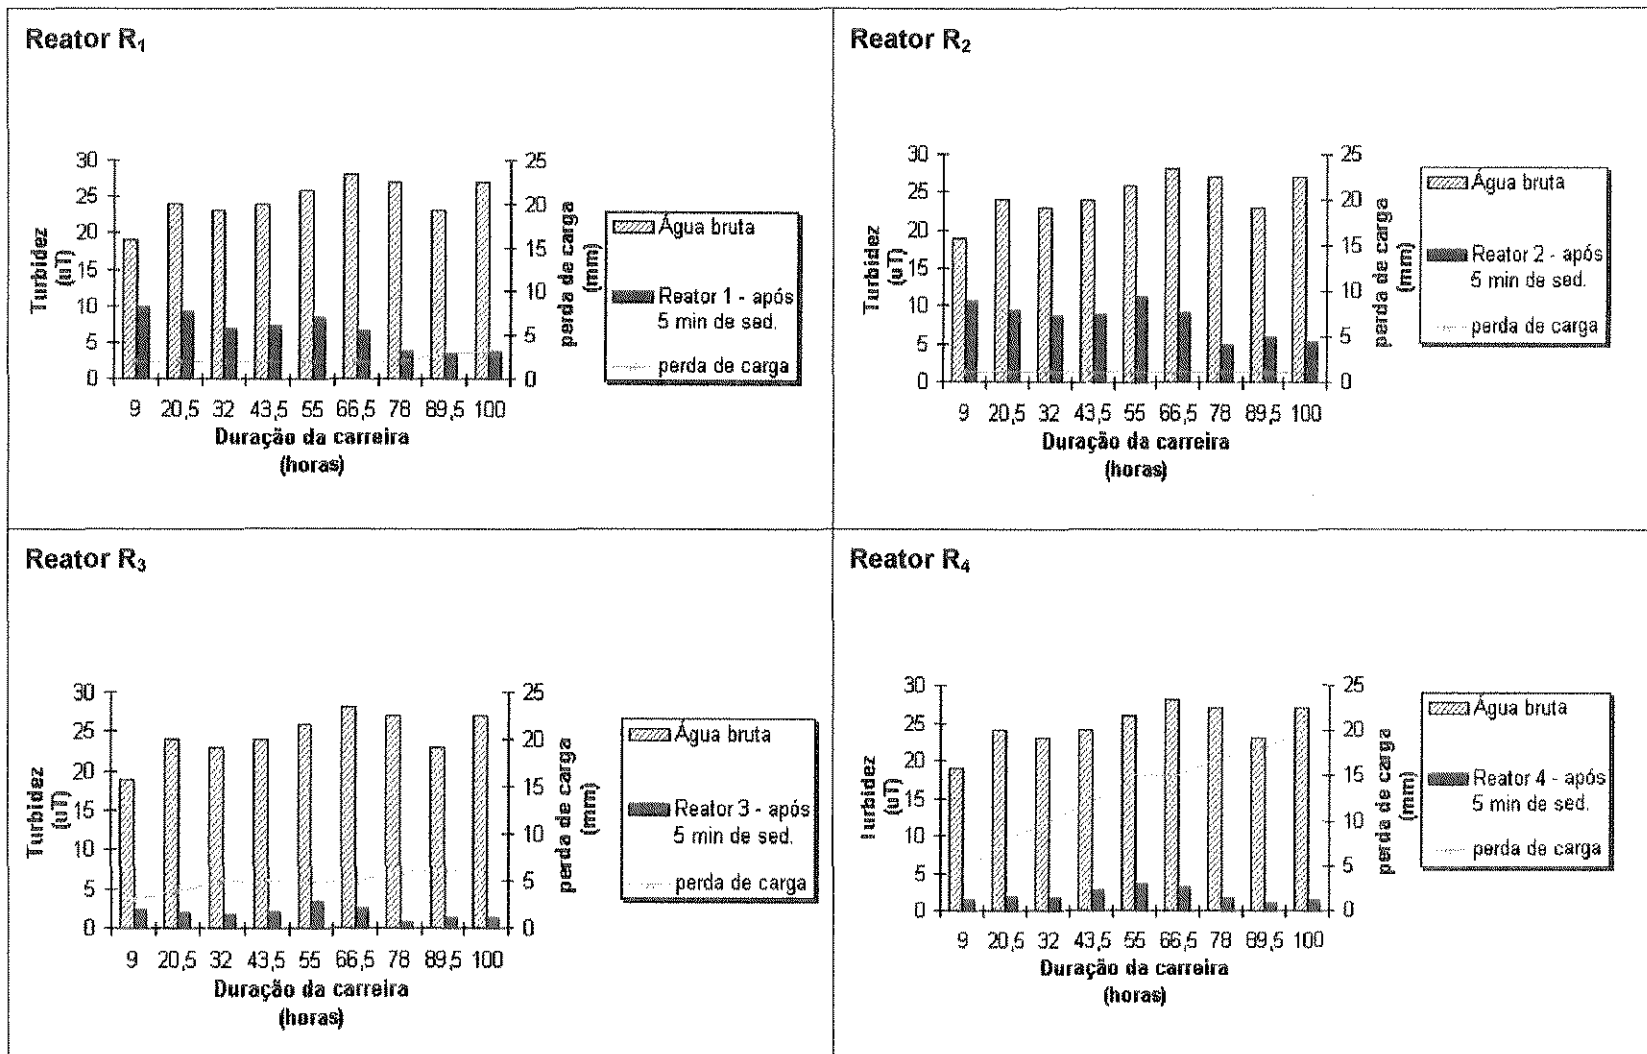 Reator R₁
30
25
20
15
10
5
0
Turbidez
(uT)
25
20
15
10
5
0
perda de carga
(mm)
9 20,5 32 43,5 55 66,5 78 89,5 100
Duração da carreira
(horas)
Água bruta
Reator 1 - após
5 min de sed.
perda de carga
Reator R₂
30
25
20
15
10
5
0
Turbidez
(uT)
25
20
15
10
5
0
perda de carga
(mm)
9 20,5 32 43,5 55 66,5 78 89,5 100
Duração da carreira
(horas)
Água bruta
Reator 2 - após
5 min de sed.
perda de carga
Reator R₃
30
25
20
15
10
5
0
Turbidez
(uT)
25
20
15
10
5
0
perda de carga
(mm)
9 20,5 32 43,5 55 66,5 78 89,5 100
Duração da carreira
(horas)
Água bruta
Reator 3 - após
5 min de sed.
perda de carga
Reator R₄
30
25
20
15
10
5
0
Turbidez
(uT)
25
20
15
10
5
0
perda de carga
(mm)
9 20,5 32 43,5 55 66,5 78 89,5 100
Duração da carreira
(horas)
Água bruta
Reator 4 - após
5 min de sed.
perda de carga